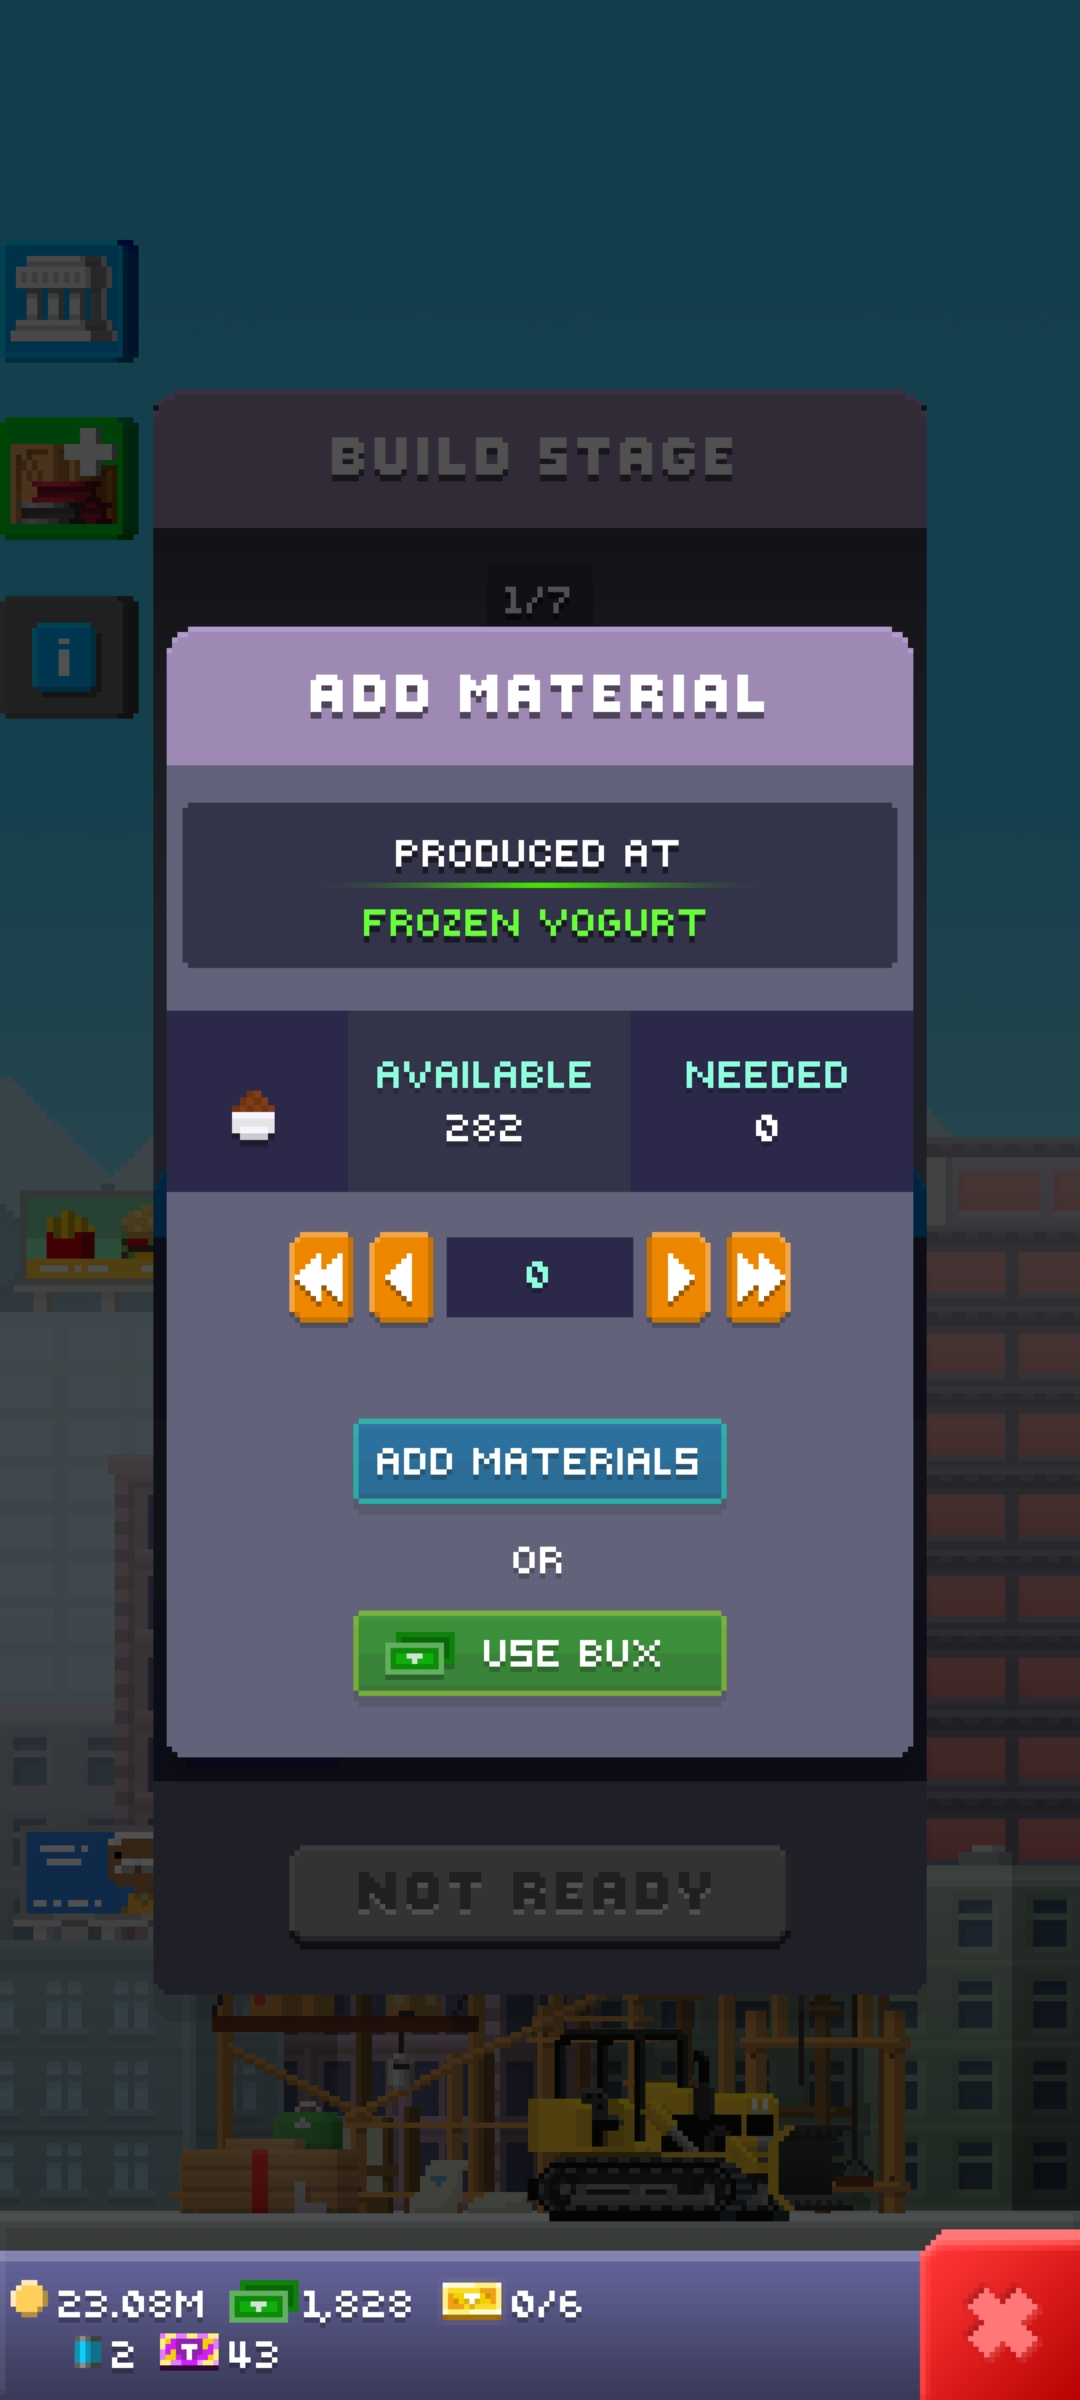 BUILD STAGE
1/7
ADD MATERIAL
PRODUCED AT
FROZEN YOGURT
AVAILABLE NEEDED
282 0
0
ADD MATERIALS
OR
USE BUX
NOT READY
23.08M 1,828 0/6
2 43